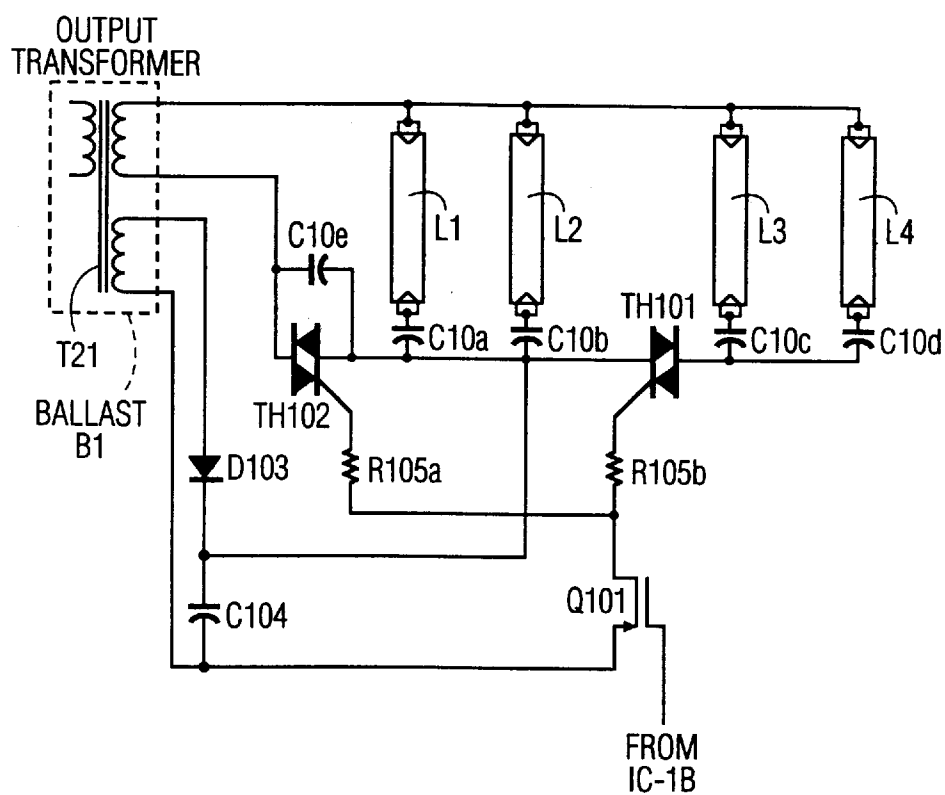 OUTPUT
TRANSFORMER
L1
L2
L3
L4
C10e
TH101
C10a
C10b
C10c
C10d
T21
TH102
BALLAST
B1
D103
R105a
R105b
Q101
C104
FROM
IC-1B